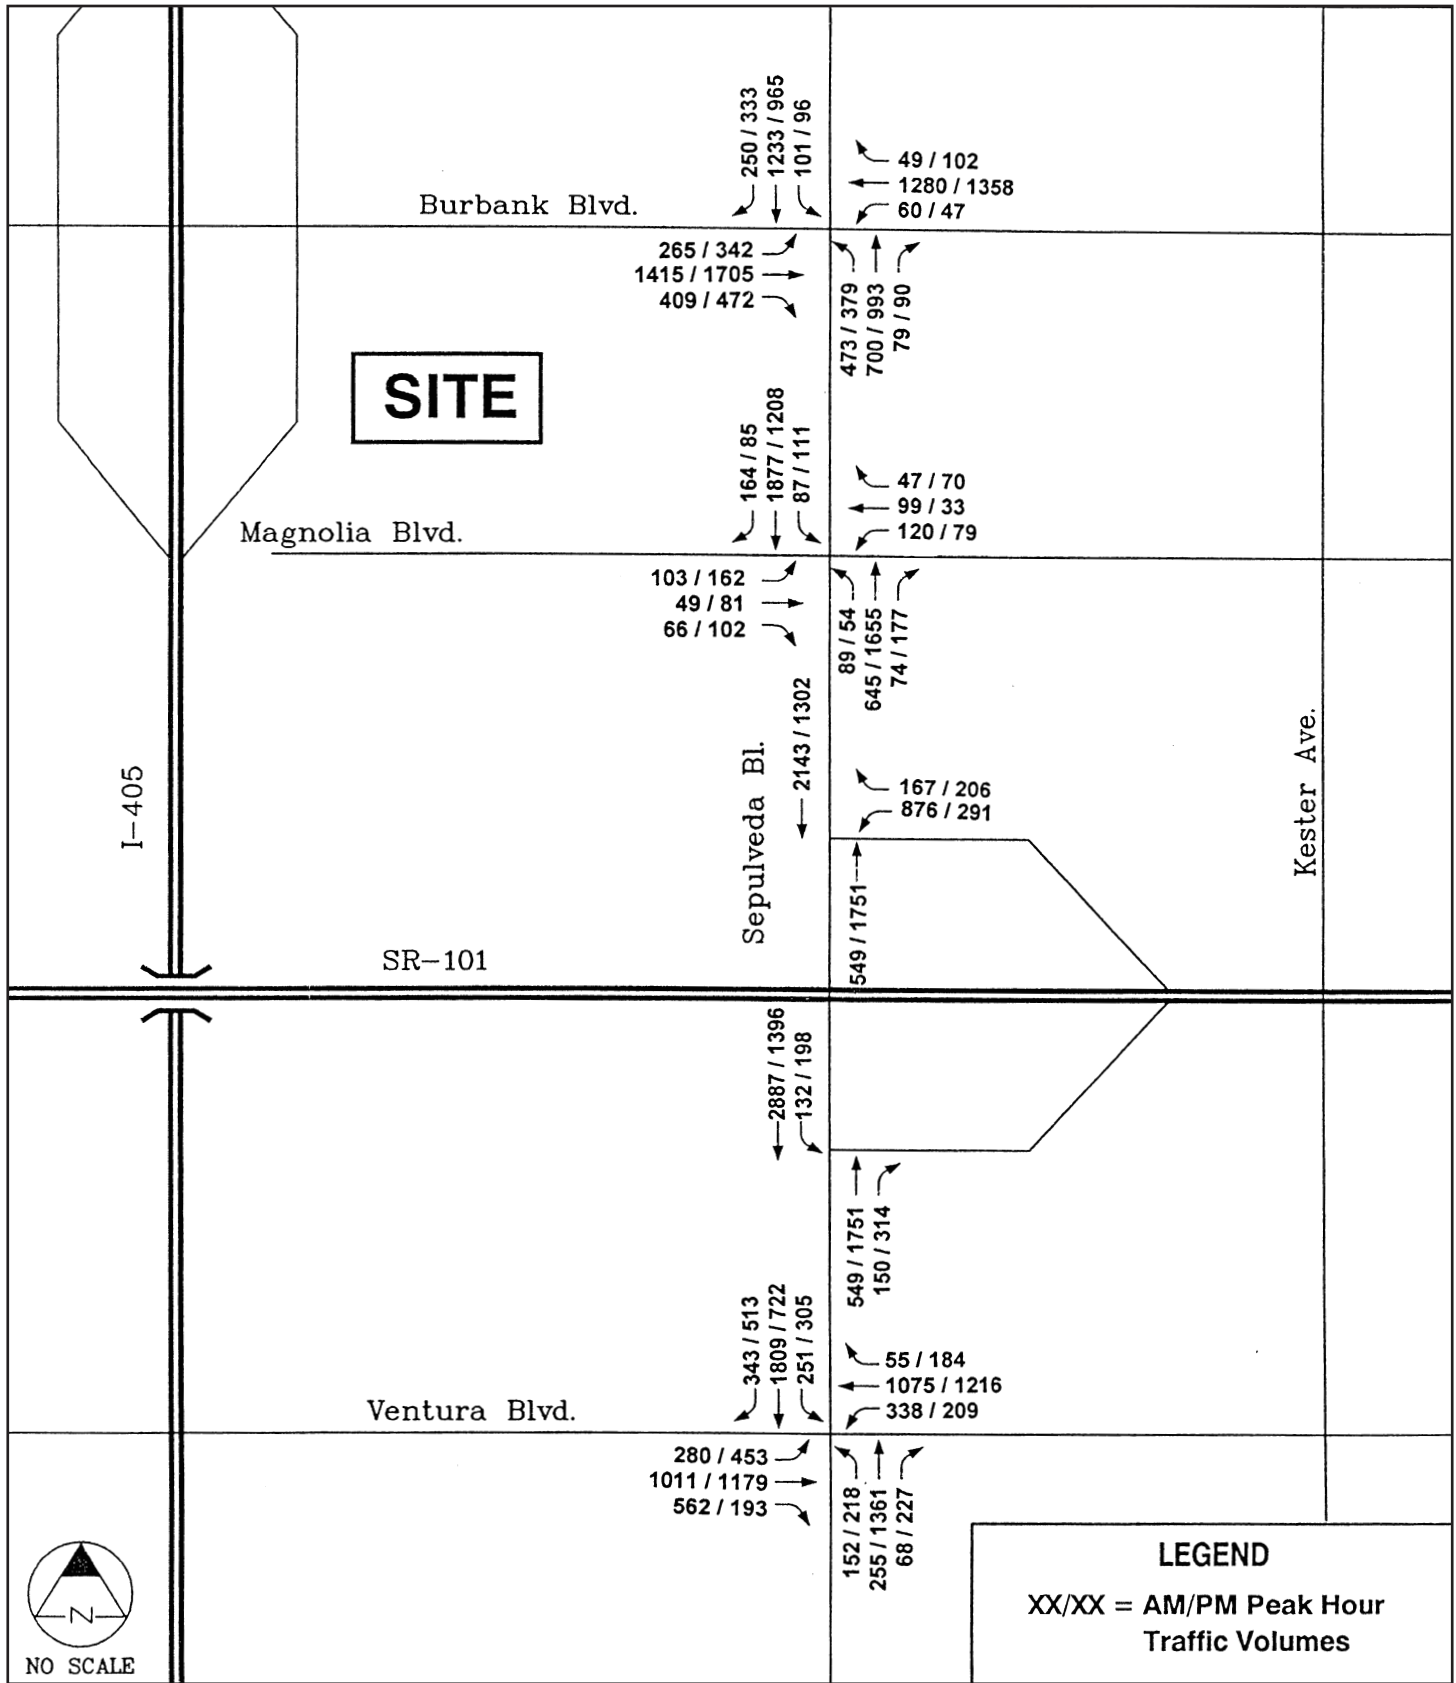 250 / 333
1233 / 965
101 / 96
49 / 102
1280 / 1358
60 / 47
Burbank Blvd.
265 / 342
1415 / 1705
409 / 472
473 / 379
700 / 993
79 / 90
SITE
164 / 85
1877 / 1208
87 / 111
47 / 70
99 / 33
120 / 79
Magnolia Blvd.
103 / 162
49 / 81
66 / 102
89 / 54
645 / 1655
74 / 177
2143 / 1302
I-405
Sepulveda Bl.
Kester Ave.
167 / 206
876 / 291
549 / 1751
SR-101
2887 / 1396
132 / 198
549 / 1751
150 / 314
343 / 513
1809 / 722
251 / 305
55 / 184
1075 / 1216
338 / 209
Ventura Blvd.
280 / 453
1011 / 1179
562 / 193
152 / 218
255 / 1361
68 / 227
N
NO SCALE
LEGEND
XX/XX = AM/PM Peak Hour
Traffic Volumes